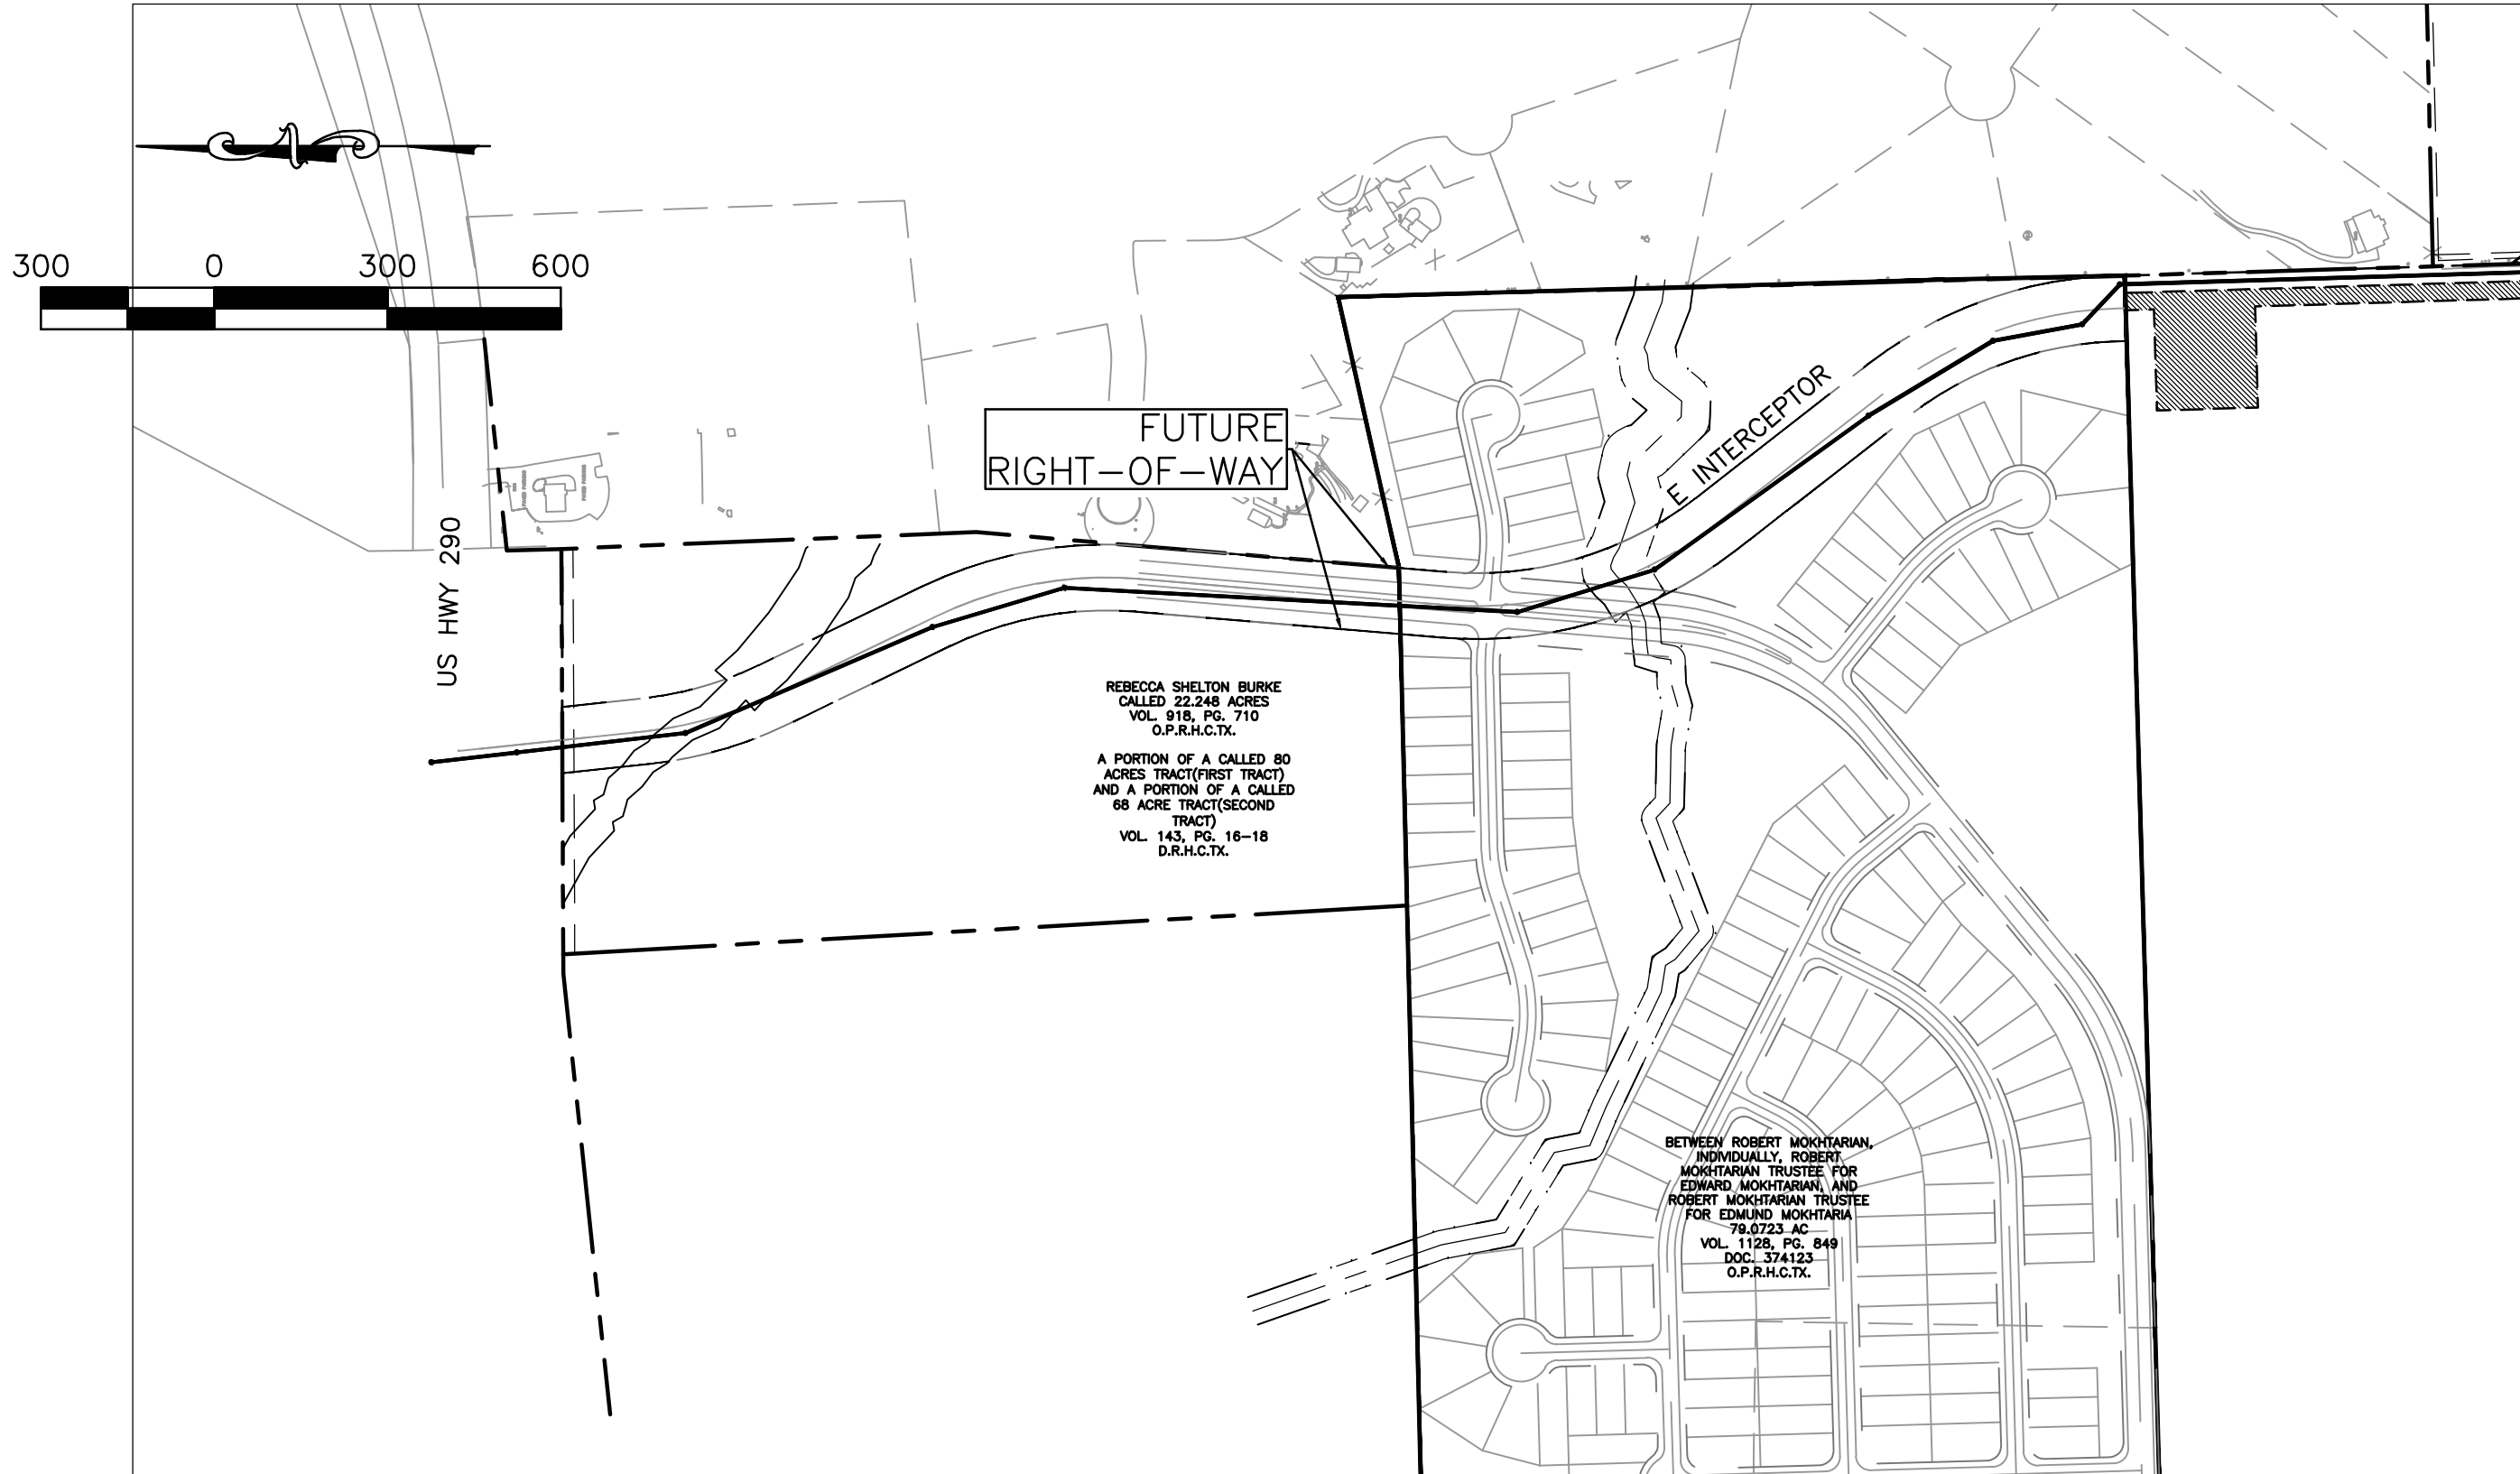 300 0 300 600
FUTURE
RIGHT-OF-WAY
E INTERCEPTOR
US HWY 290
REBECCA SHELTON BURKE
CALLED 22.248 ACRES
VOL. 918, PG. 710
O.P.R.H.C.TX.
A PORTION OF A CALLED 80
ACRES TRACT(FIRST TRACT)
AND A PORTION OF A CALLED
68 ACRE TRACT(SECOND
TRACT)
VOL. 143, PG. 16-18
D.R.H.C.TX.
BETWEEN ROBERT MOKHTARIAN,
INDIVIDUALLY, ROBERT
MOKHTARIAN TRUSTEE FOR
EDWARD MOKHTARIAN, AND
ROBERT MOKHTARIAN TRUSTEE
FOR EDMUND MOKHTARIA
79.0723 AC
VOL. 1128, PG. 849
DOC. 374123
O.P.R.H.C.TX.